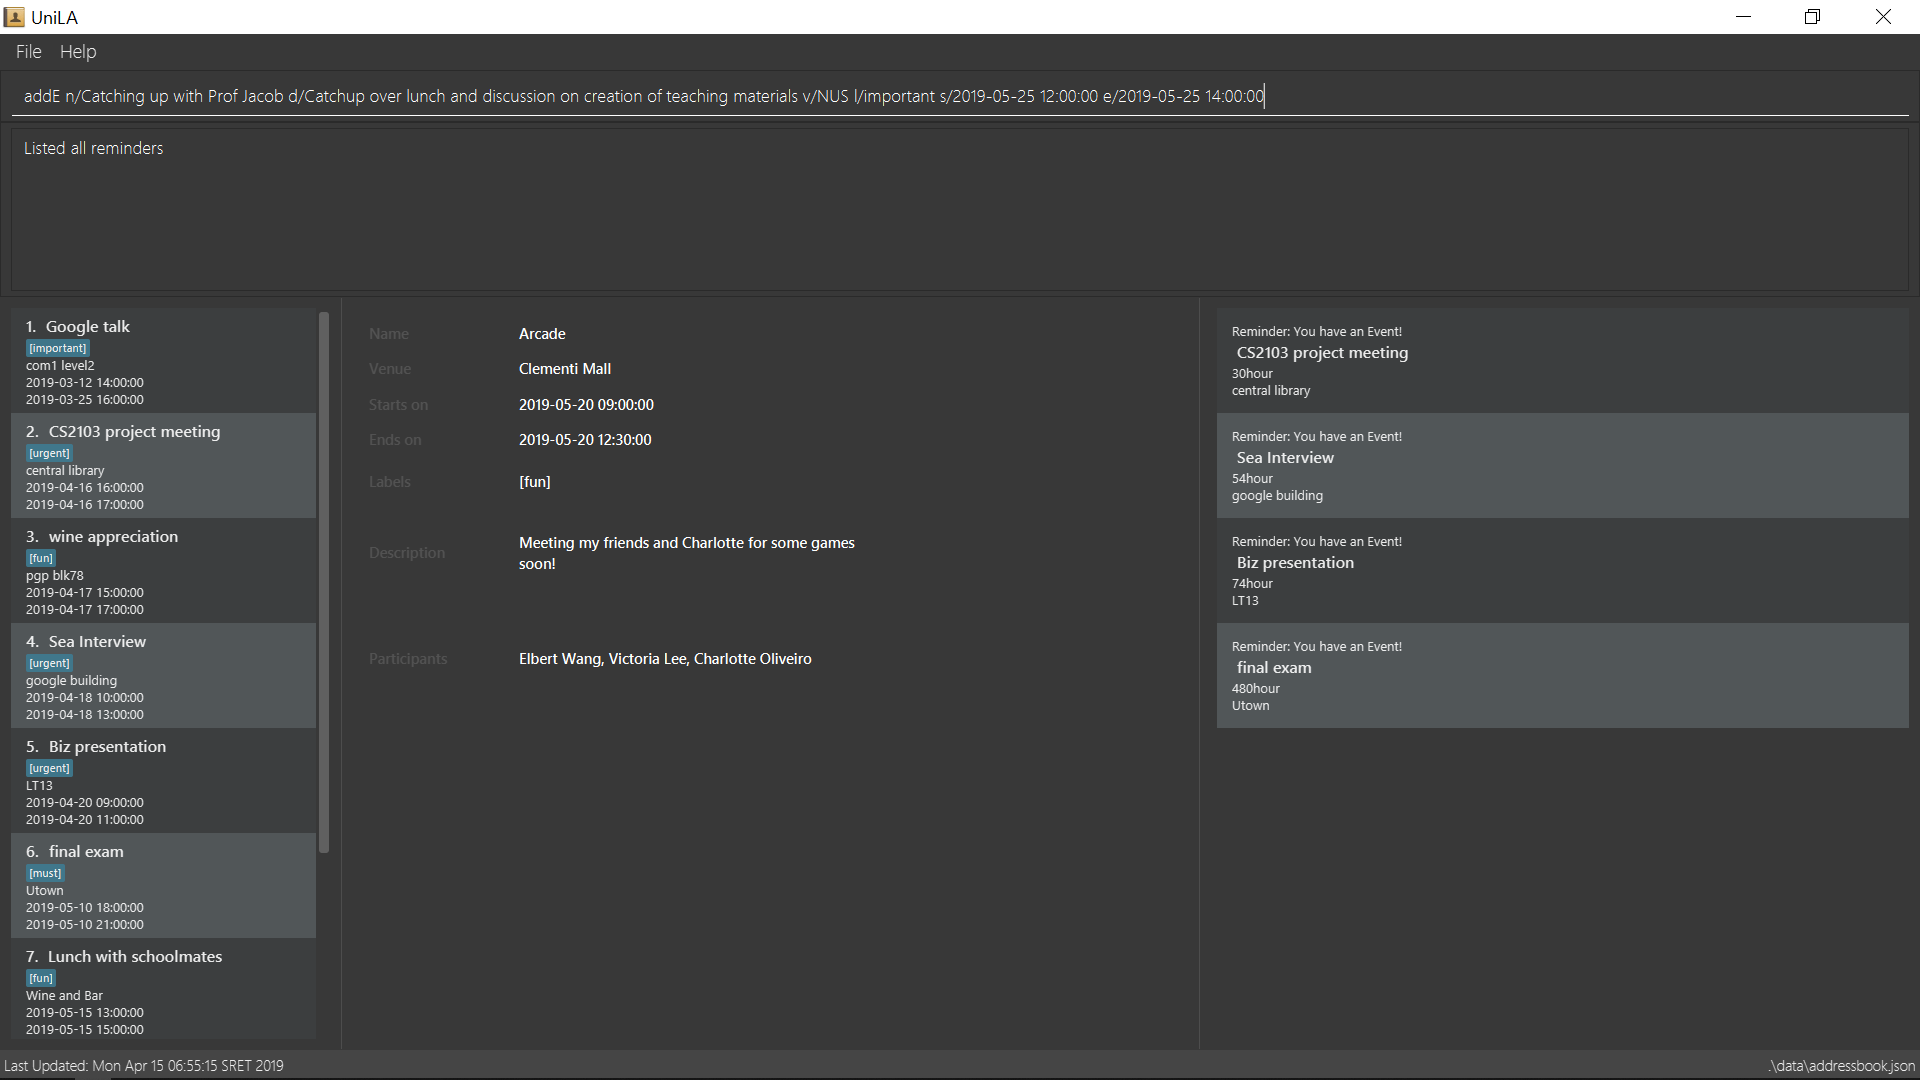 UniLA
File Help
addE n/Catching up with Prof Jacob d/Catchup over lunch and discussion on creation of teaching materials v/NUS l/important s/2019-05-25 12:00:00 e/2019-05-25 14:00:00
Listed all reminders
1. Google talk
[important]
com1 level2
2019-03-12 14:00:00
2019-03-25 16:00:00
2. CS2103 project meeting
[urgent]
central library
2019-04-16 16:00:00
2019-04-16 17:00:00
3. wine appreciation
[fun]
pgp blk78
2019-04-17 15:00:00
2019-04-17 17:00:00
4. Sea Interview
[urgent]
google building
2019-04-18 10:00:00
2019-04-18 13:00:00
5. Biz presentation
[urgent]
LT13
2019-04-20 09:00:00
2019-04-20 11:00:00
6. final exam
[must]
Utown
2019-05-10 18:00:00
2019-05-10 21:00:00
7. Lunch with schoolmates
[fun]
Wine and Bar
2019-05-15 13:00:00
2019-05-15 15:00:00
Name Arcade
Venue Clementi Mall
Starts on 2019-05-20 09:00:00
Ends on 2019-05-20 12:30:00
Labels [fun]
Description Meeting my friends and Charlotte for some games
soon!
Participants Elbert Wang, Victoria Lee, Charlotte Oliveiro
Reminder: You have an Event!
CS2103 project meeting
30hour
central library
Reminder: You have an Event!
Sea Interview
54hour
google building
Reminder: You have an Event!
Biz presentation
74hour
LT13
Reminder: You have an Event!
final exam
480hour
Utown
Last Updated: Mon Apr 15 06:55:15 SRET 2019
.\data\addressbook.json